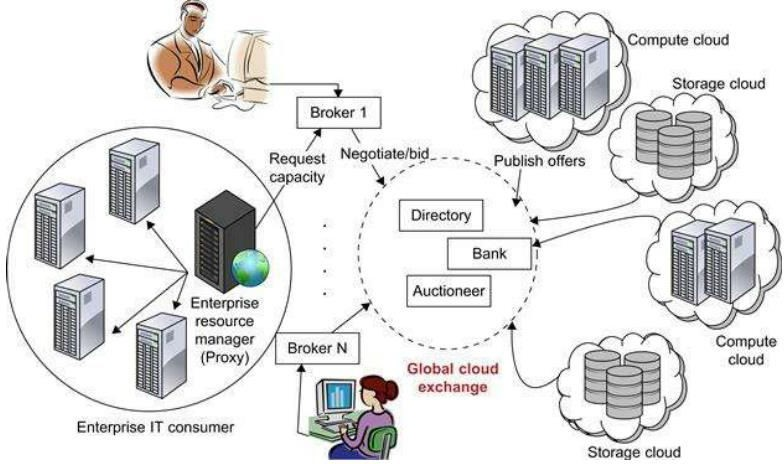 Compute cloud
Storage cloud
Broker 1
Request
capacity
Negotiate/bid
Publish offers
Directory
Bank
Auctioneer
Enterprise
resource
manager
(Proxy)
Broker N
Global cloud
exchange
Compute
cloud
Enterprise IT consumer
Storage cloud